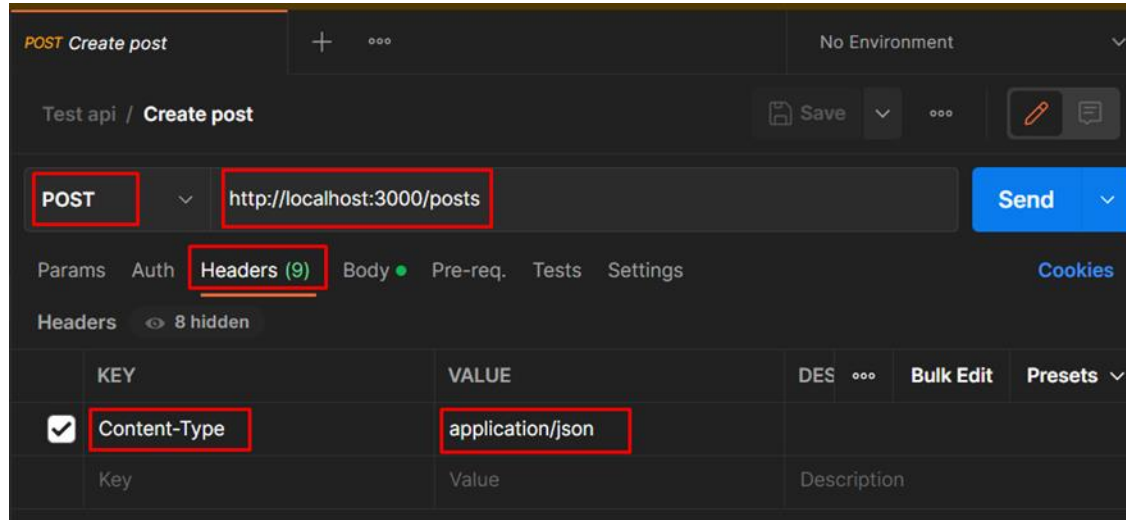 POST Create post
No Environment
Test api / Create post
Save
POST
http://localhost:3000/posts
Send
Params Auth Headers (9) Body Pre-req. Tests Settings Cookies
Headers 8 hidden
KEY VALUE DES Bulk Edit Presets
Content-Type application/json
Key Value Description